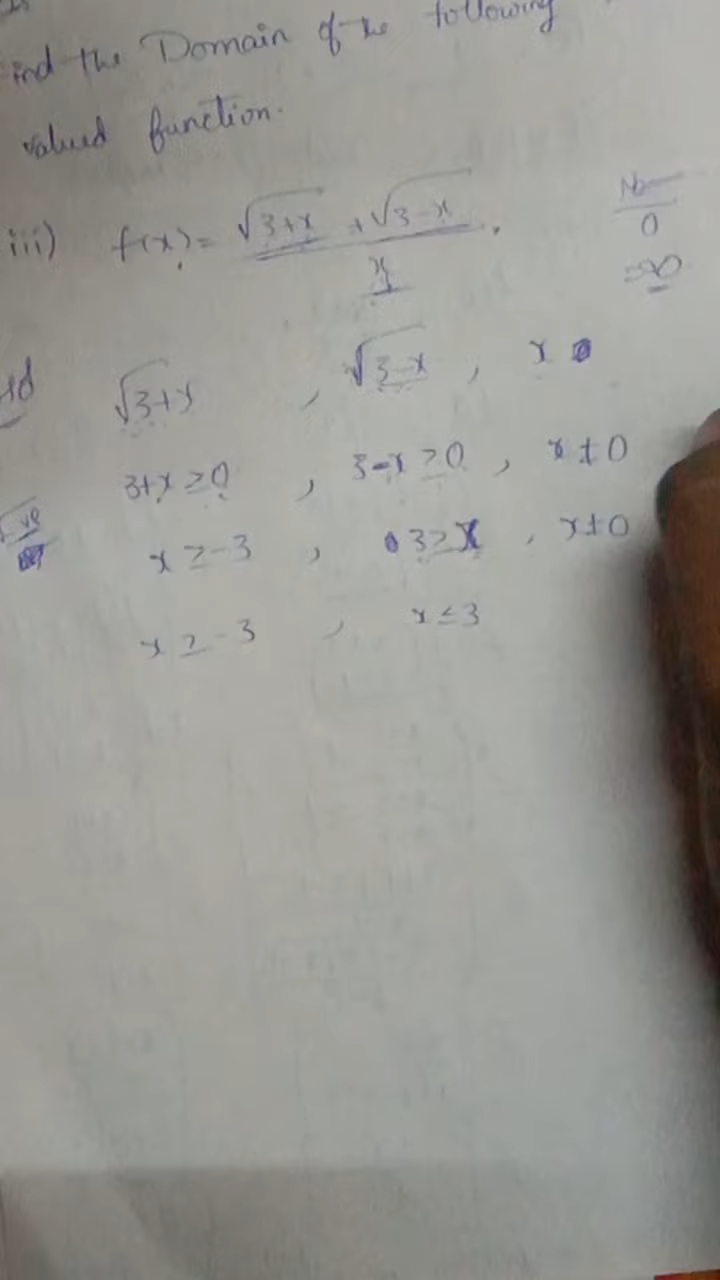 ind the Domain of the following
valued function.
iii) f(x) = √3+x + √3-x / x .
No / 0
= ∞
√3+x , √3-x , x
3+x ≥ 0 , 3-x ≥ 0 , x ≠ 0
x ≥ -3 , 3 ≥ x , x ≠ 0
x ≥ -3 , x ≤ 3